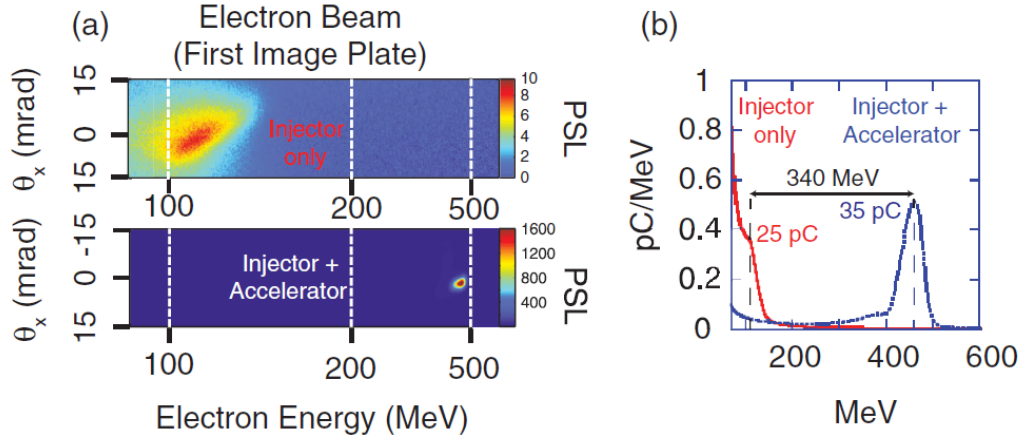 (a)
Electron Beam
(First Image Plate)
15
0
15
θx (mrad)
Injector
only
10
8
6
4
2
0
PSL
100
200
500
-15
0
15
θx (mrad)
Injector +
Accelerator
1600
1200
800
400
PSL
100
200
500
Electron Energy (MeV)
(b)
1
0.8
0.6
0.4
0.2
0
pC/MeV
Injector
only
Injector +
Accelerator
340 MeV
35 pC
25 pC
200
400
600
MeV